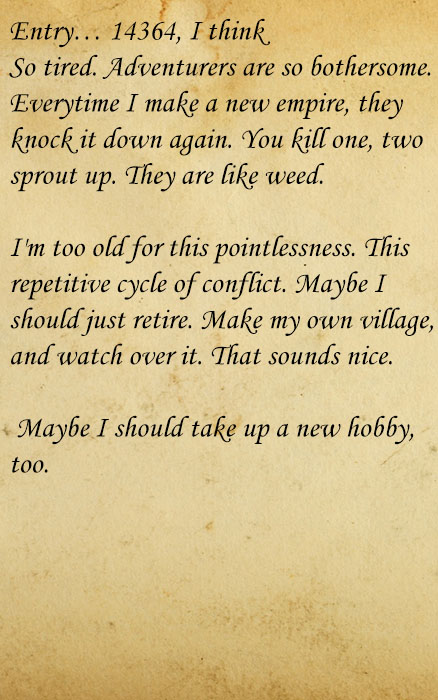 Entry... 14364, I think
So tired. Adventurers are so bothersome.
Everytime I make a new empire, they
knock it down again. You kill one, two
sprout up. They are like weed.
I'm too old for this pointlessness. This
repetitive cycle of conflict. Maybe I
should just retire. Make my own village,
and watch over it. That sounds nice.
Maybe I should take up a new hobby,
too.